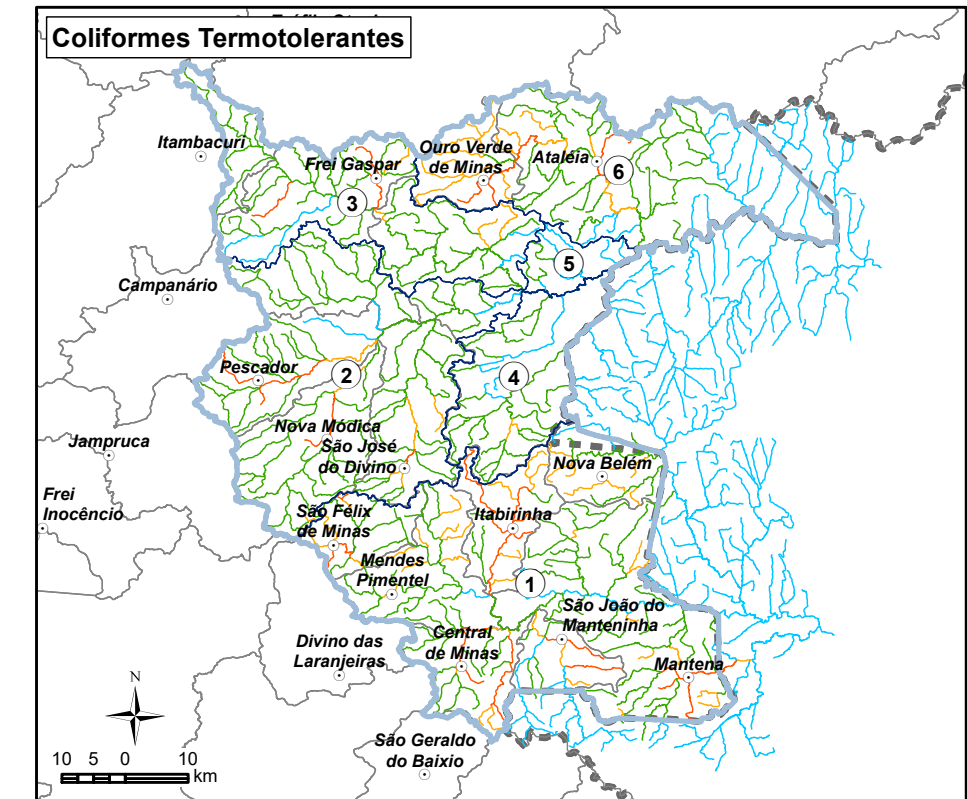 Coliformes Termotolerantes
Itambacuri
Frei Gaspar
Ouro Verde
de Minas
Ataléia
6
3
5
Campanário
Pescador
2
4
Nova Módica
São José
do Divino
Jampruca
Nova Belém
Frei
Inocêncio
São Félix
de Minas
Itabirinha
Mendes
Pimentel
1
São João do
Manteninha
Divino das
Laranjeiras
Central
de Minas
Mantena
N
São Geraldo
do Baixio
10 5 0 10
km